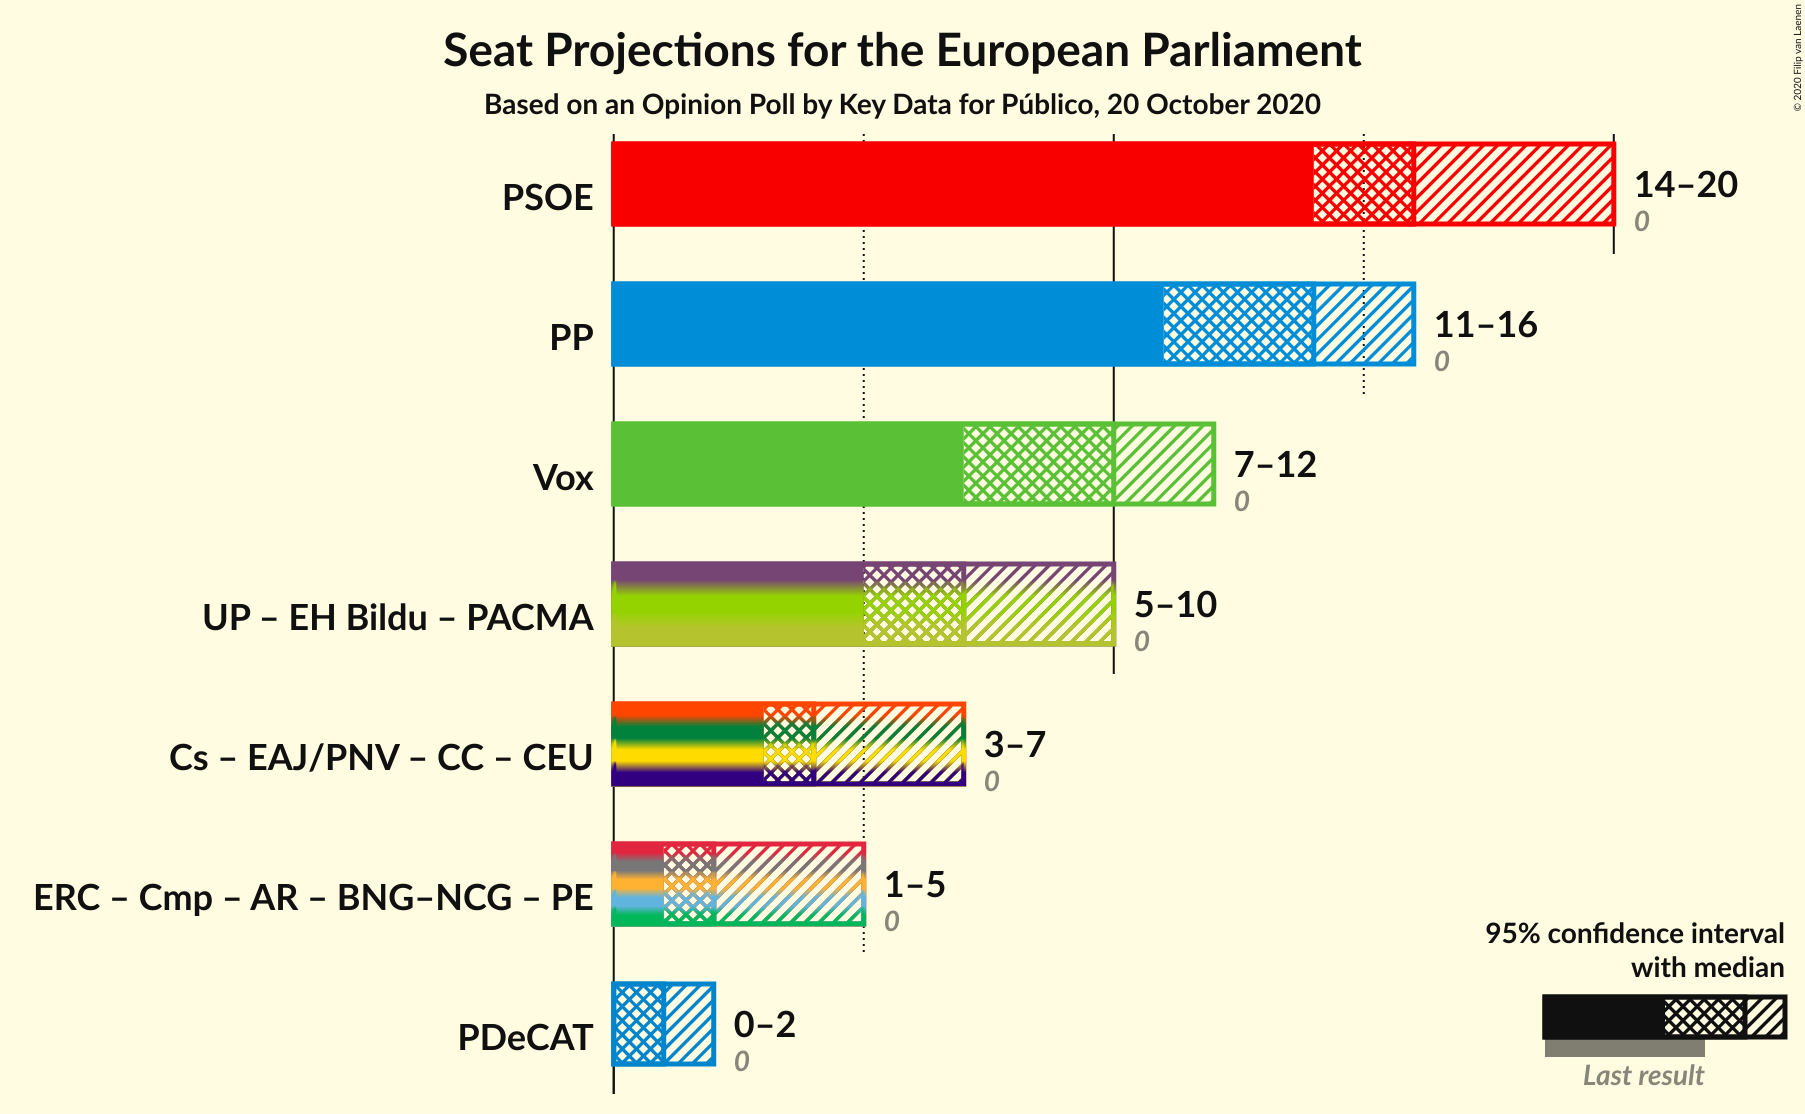 Seat Projections for the European Parliament
Based on an Opinion Poll by Key Data for Público, 20 October 2020
© 2020 Filip van Laenen
PSOE
14–20
0
PP
11–16
0
Vox
7–12
0
UP – EH Bildu – PACMA
5–10
0
Cs – EAJ/PNV – CC – CEU
3–7
0
ERC – Cmp – AR – BNG–NCG – PE
1–5
0
PDeCAT
0–2
0
95% confidence interval
with median
Last result